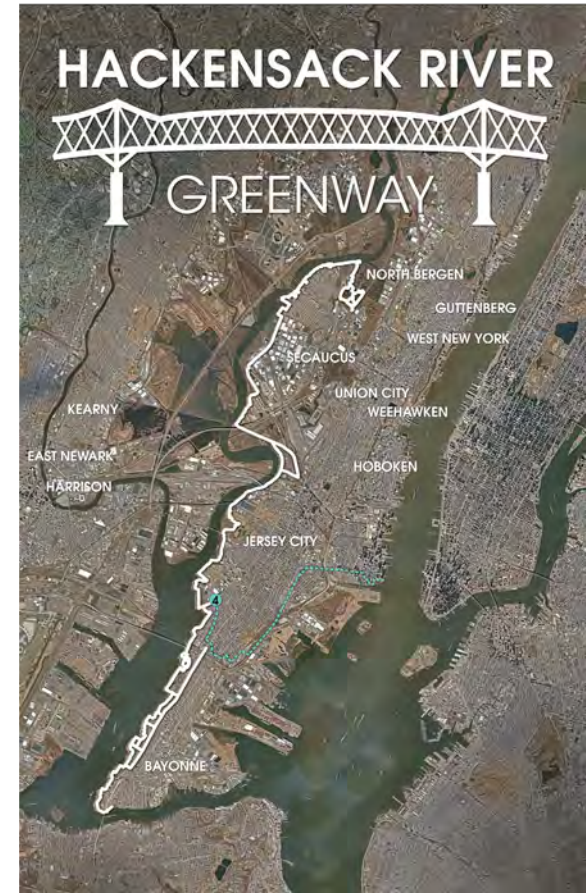 HACKENSACK RIVER
GREENWAY
NORTH BERGEN
GUTTENBERG
WEST NEW YORK
SECAUCUS
UNION CITY
WEEHAWKEN
KEARNY
EAST NEWARK
HOBOKEN
HARRISON
JERSEY CITY
4
BAYONNE